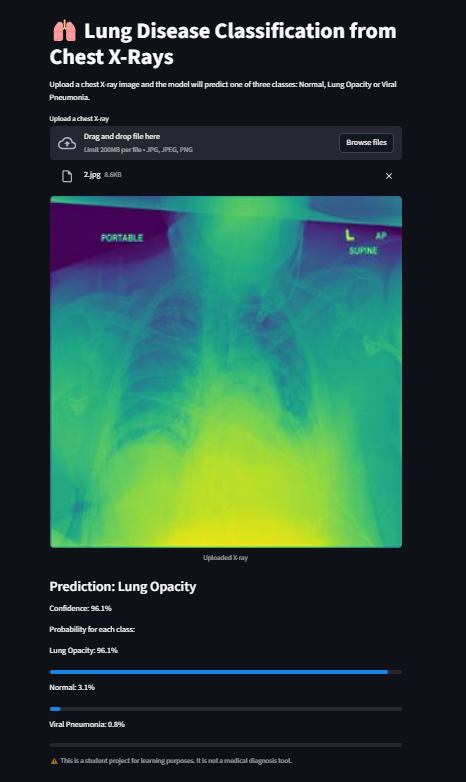 🫁 Lung Disease Classification from
Chest X-Rays
Upload a chest X-ray image and the model will predict one of three classes: Normal, Lung Opacity or Viral
Pneumonia.
Upload a chest X-ray
Drag and drop file here
Limit 200MB per file • JPG, JPEG, PNG
Browse files
2.jpg 8.6KB
PORTABLE
L AP
SUPINE
Uploaded X-ray
Prediction: Lung Opacity
Confidence: 96.1%
Probability for each class:
Lung Opacity: 96.1%
Normal: 3.1%
Viral Pneumonia: 0.8%
⚠️ This is a student project for learning purposes. It is not a medical diagnosis tool.